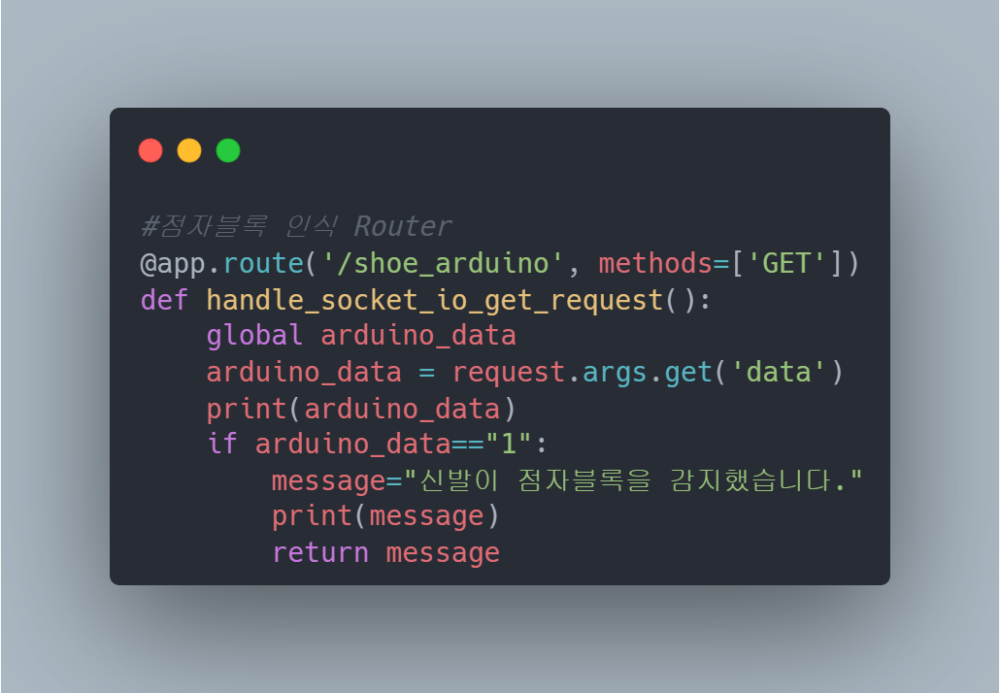 #점자블록 인식 Router
@app.route('/shoe_arduino', methods=['GET'])
def handle_socket_io_get_request():
    global arduino_data
    arduino_data = request.args.get('data')
    print(arduino_data)
    if arduino_data=="1":
        message="신발이 점자블록을 감지했습니다."
        print(message)
        return message